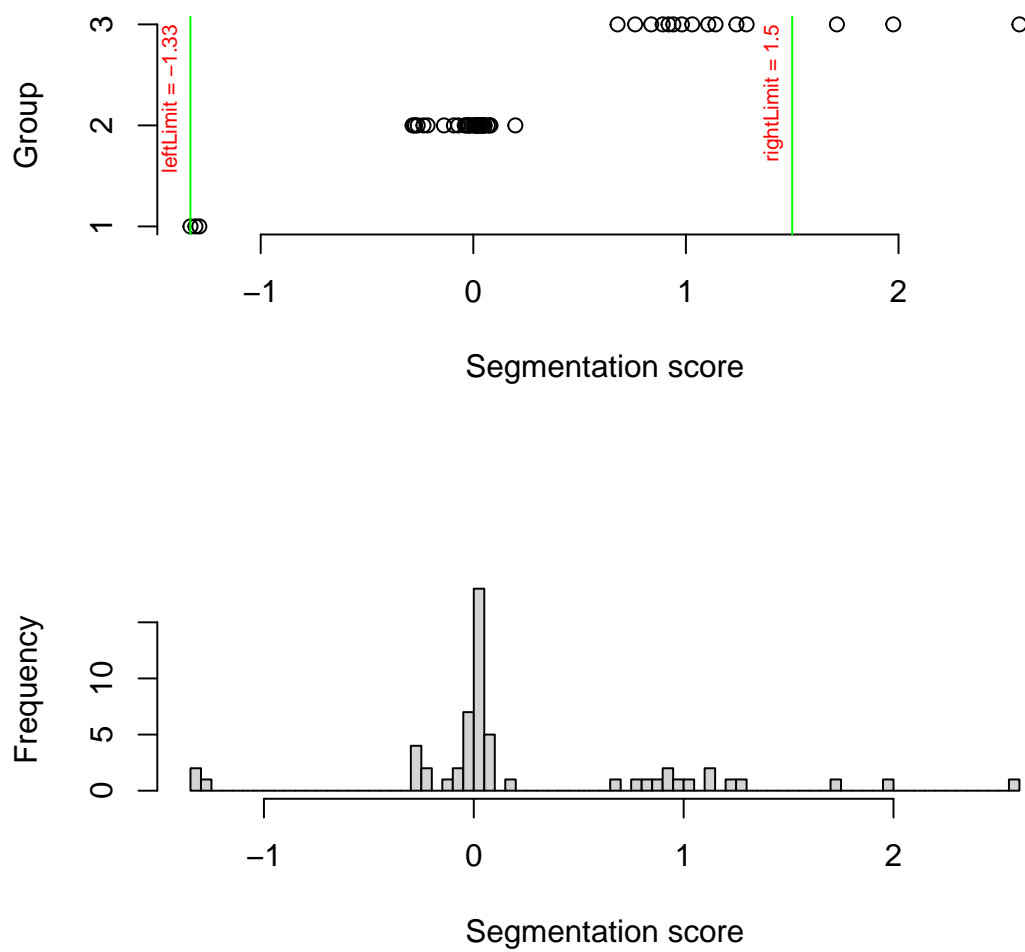 3
2
1
Group
leftLimit = −1.33
rightLimit = 1.5
−1 0 1 2
Segmentation score
10
5
0
Frequency
−1 0 1 2
Segmentation score